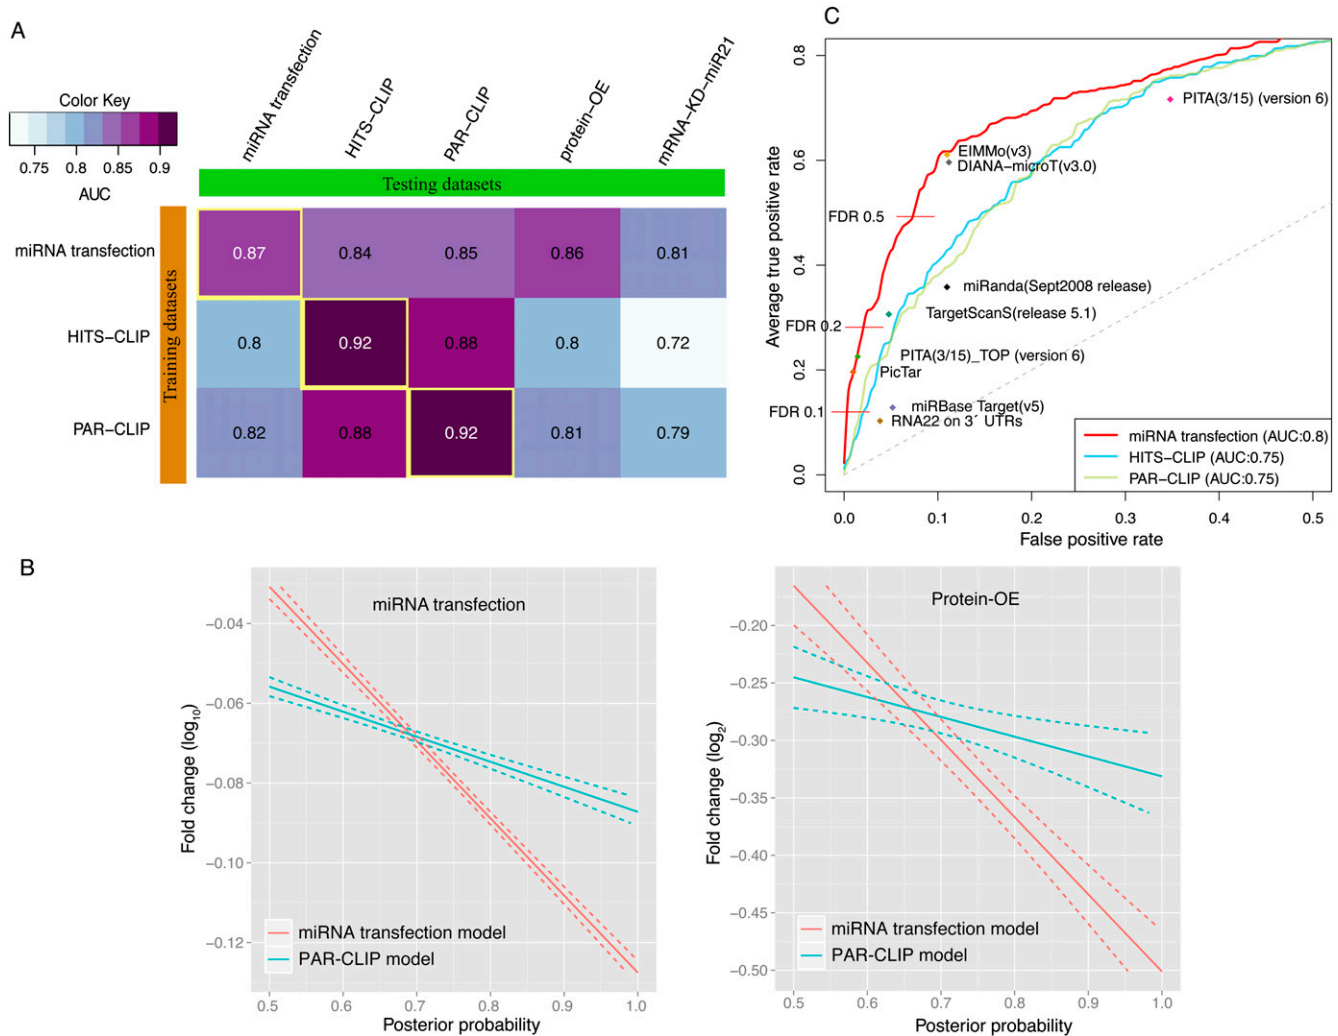 A
Color Key
0.75 0.8 0.85 0.9
AUC
miRNA transfection
HITS−CLIP
PAR−CLIP
protein−OE
mRNA−KD−miR21
Testing datasets
Training datasets
miRNA transfection
0.87 0.84 0.85 0.86 0.81
HITS−CLIP
0.8 0.92 0.88 0.8 0.72
PAR−CLIP
0.82 0.88 0.92 0.81 0.79
C
Average true positive rate
0.8
0.6
0.4
0.2
0.0
PITA(3/15) (version 6)
EIMMo(v3)
DIANA−microT(v3.0)
FDR 0.5
miRanda(Sept2008 release)
TargetScanS(release 5.1)
FDR 0.2
PITA(3/15)_TOP (version 6)
PicTar
FDR 0.1
miRBase Target(v5)
RNA22 on 3´ UTRs
miRNA transfection (AUC:0.8)
HITS−CLIP (AUC:0.75)
PAR−CLIP (AUC:0.75)
0.0 0.1 0.2 0.3 0.4 0.5
False positive rate
B
miRNA transfection
Fold change (log10)
−0.04
−0.06
−0.08
−0.10
−0.12
miRNA transfection model
PAR-CLIP model
0.5 0.6 0.7 0.8 0.9 1.0
Posterior probability
Protein-OE
Fold change (log2)
−0.20
−0.25
−0.30
−0.35
−0.40
−0.45
−0.50
miRNA transfection model
PAR-CLIP model
0.5 0.6 0.7 0.8 0.9 1.0
Posterior probability